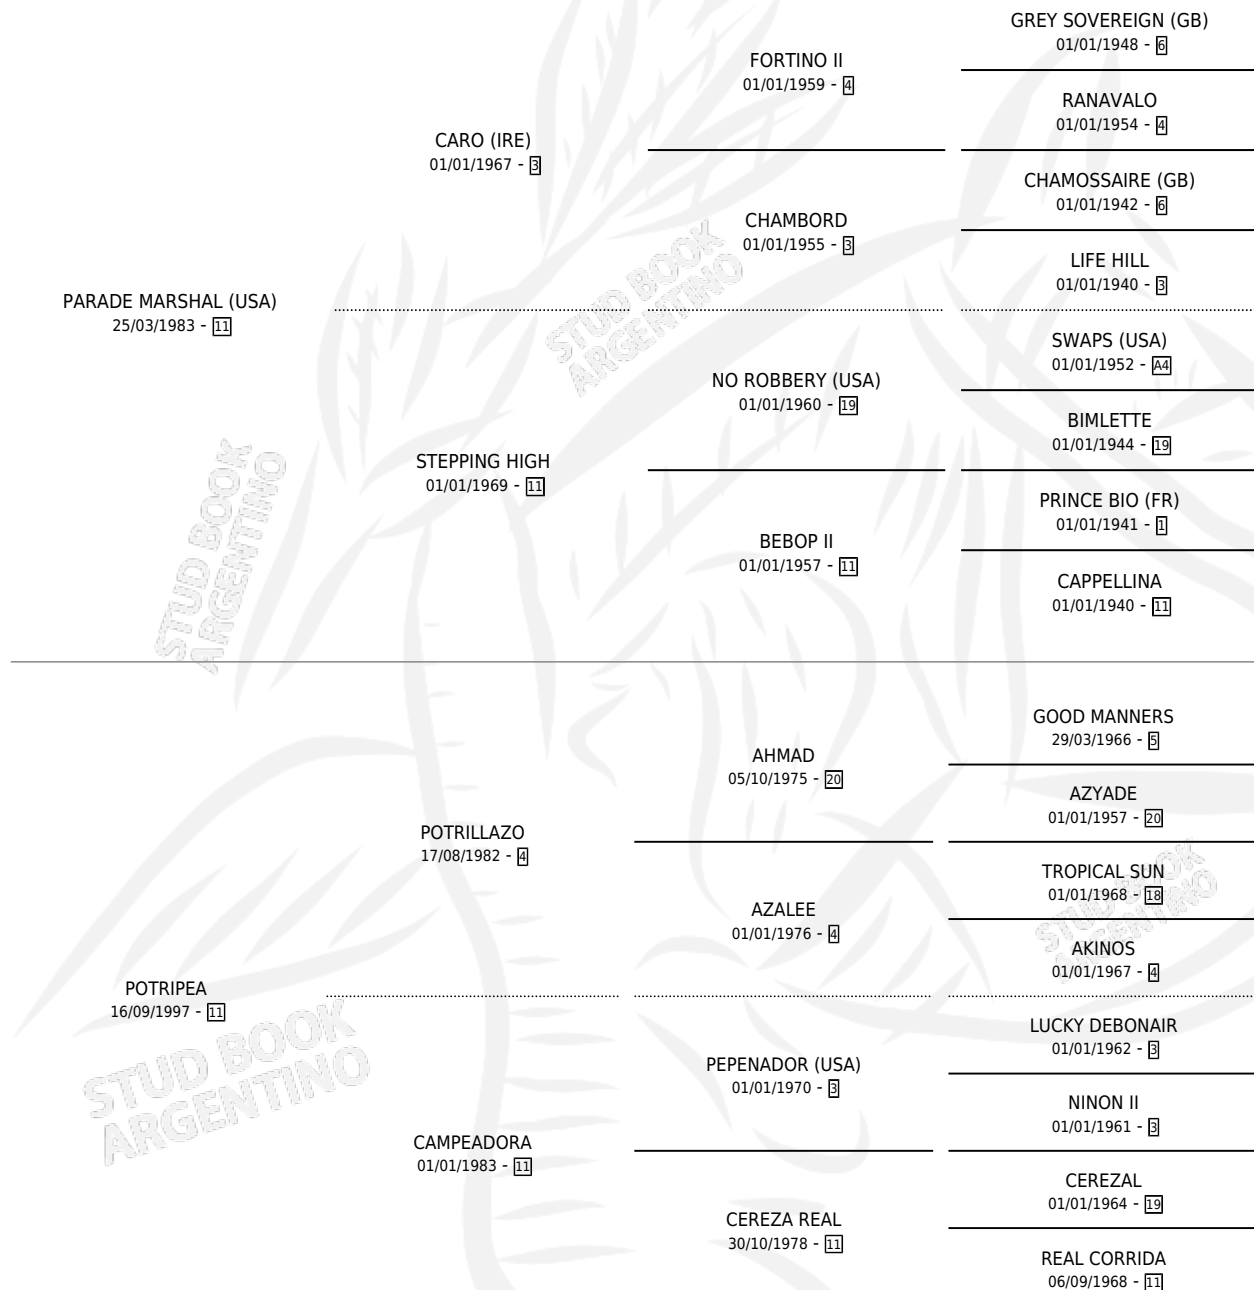 GREY SOVEREIGN (GB)
01/01/1948 - 6
FORTINO II
01/01/1959 - 4
RANAVALO
01/01/1954 - 4
CARO (IRE)
01/01/1967 - 3
CHAMOSSAIRE (GB)
01/01/1942 - 6
CHAMBORD
01/01/1955 - 3
LIFE HILL
01/01/1940 - 3
PARADE MARSHAL (USA)
25/03/1983 - 11
SWAPS (USA)
01/01/1952 - A4
NO ROBBERY (USA)
01/01/1960 - 19
BIMLETTE
01/01/1944 - 19
STEPPING HIGH
01/01/1969 - 11
PRINCE BIO (FR)
01/01/1941 - 1
BEBOP II
01/01/1957 - 11
CAPPELLINA
01/01/1940 - 11
GOOD MANNERS
29/03/1966 - 5
AHMAD
05/10/1975 - 20
AZYADE
01/01/1957 - 20
POTRILLAZO
17/08/1982 - 4
TROPICAL SUN
01/01/1968 - 18
AZALEE
01/01/1976 - 4
AKINOS
01/01/1967 - 4
POTRIPEA
16/09/1997 - 11
LUCKY DEBONAIR
01/01/1962 - 3
PEPENADOR (USA)
01/01/1970 - 3
NINON II
01/01/1961 - 3
CAMPEADORA
01/01/1983 - 11
CEREZAL
01/01/1964 - 19
CEREZA REAL
30/10/1978 - 11
REAL CORRIDA
06/09/1968 - 11
STUD BOOK
ARGENTINO
STUD BOOK
ARGENTINO
STUD BOOK
ARGENTINO
STUD BOOK
ARGENTINO